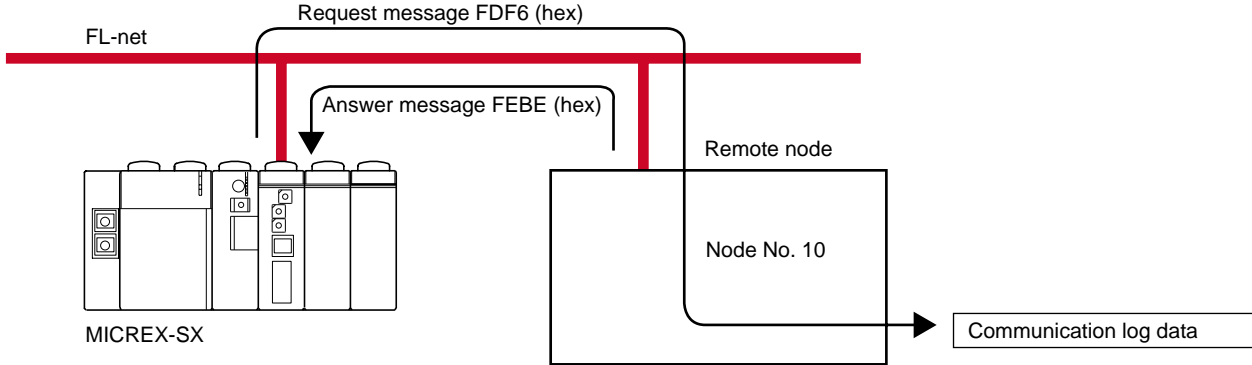 Request message FDF6 (hex)
FL-net
Answer message FEBE (hex)
Remote node
Node No. 10
MICREX-SX
Communication log data